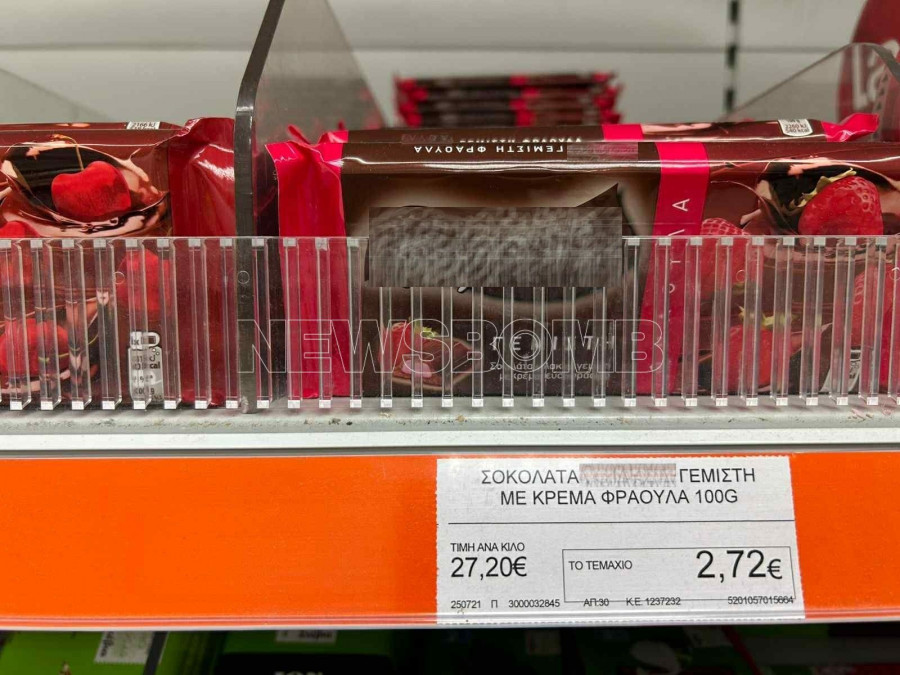 ΓΕΜΙΣΤΗ ΦΡΑΟΥΛΑ
NEWSBOMB
ΓΕΜΙΣΤΗ
ΣΟΚΟΛΑΤΑ ΓΕΜΙΣΤΗ
ΜΕ ΚΡΕΜΑ ΦΡΑΟΥΛΑ 100G
ΤΙΜΗ ΑΝΑ ΚΙΛΟ
27,20€
ΤΟ ΤΕΜΑΧΙΟ
2,72€
250721 Π 3000032845 ΑΠ:30 Κ.Ε. 1237232 5201057015664